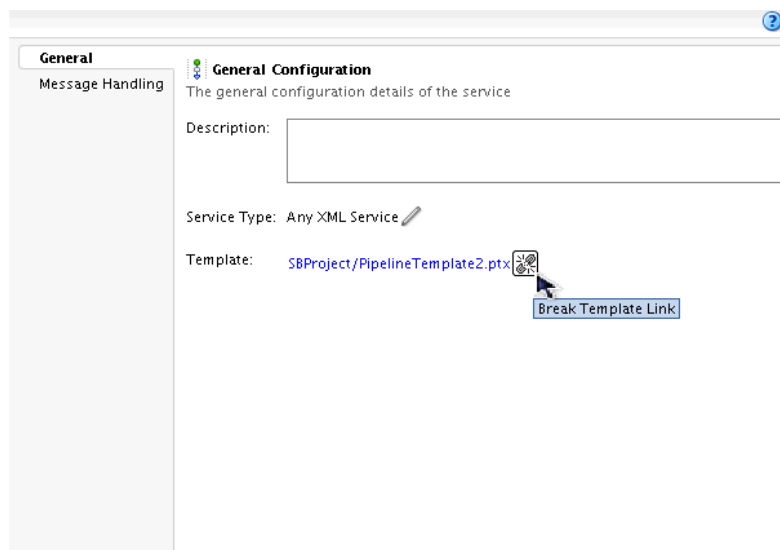 General
Message Handling
General Configuration
The general configuration details of the service
Description:
Service Type: Any XML Service
Template: SBProject/PipelineTemplate2.ptx
Break Template Link